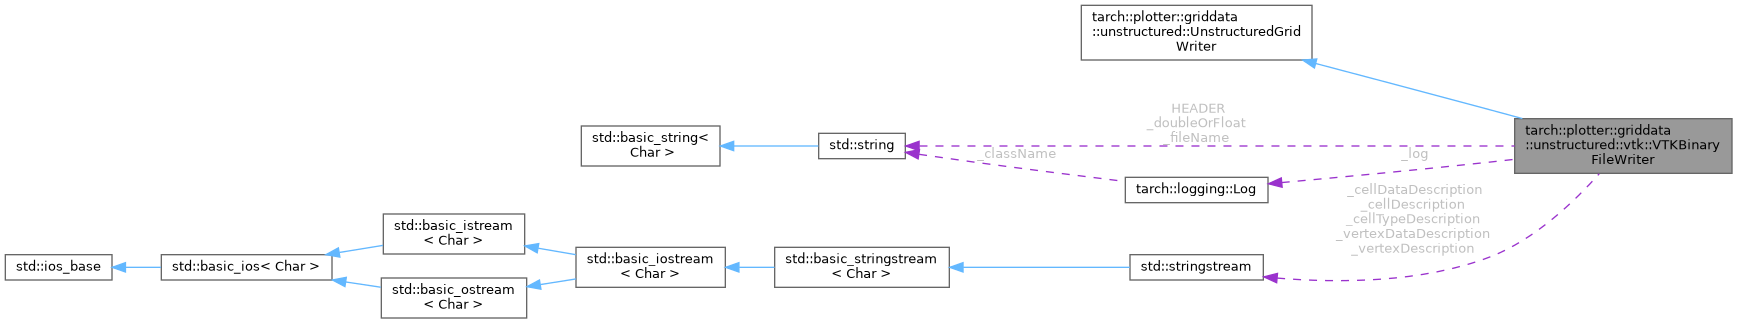 tarch::plotter::griddata
::unstructured::UnstructuredGrid
Writer
HEADER
_doubleOrFloat
_fileName
tarch::plotter::griddata
::unstructured::vtk::VTKBinary
FileWriter
std::basic_string<
Char >
std::string
_className
_log
tarch::logging::Log
_cellDataDescription
_cellDescription
_cellTypeDescription
_vertexDataDescription
_vertexDescription
std::basic_istream
< Char >
std::ios_base
std::basic_ios< Char >
std::basic_iostream
< Char >
std::basic_stringstream
< Char >
std::stringstream
std::basic_ostream
< Char >